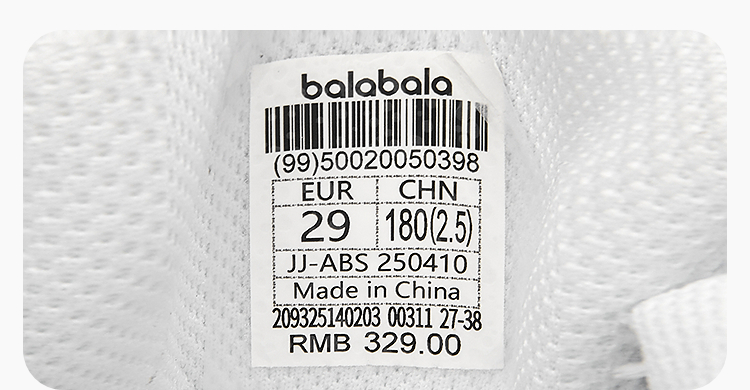 balabala
(99)50020050398
EUR CHN
29 180(2.5)
JJ-ABS 250410
Made in China
209325140203 00311 27-38
RMB 329.00